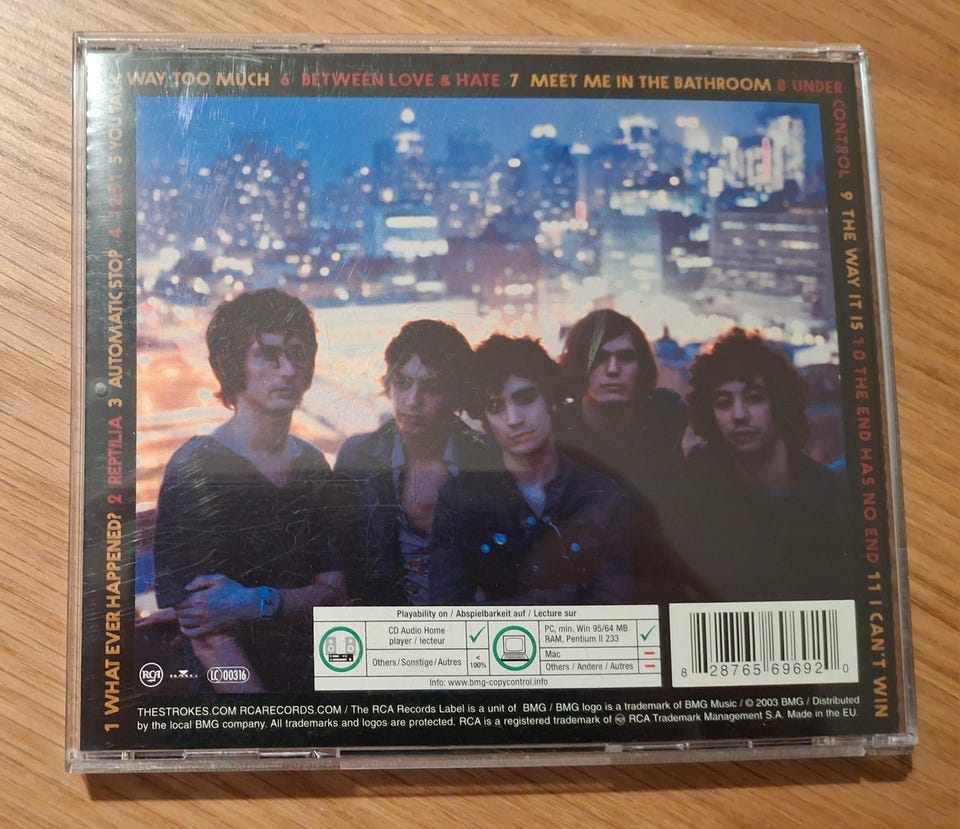 1 WHAT EVER HAPPENED? 2 REPTILIA 3 AUTOMATIC STOP 4 12:51 5 YOU TALK
WAY TOO MUCH 6 BETWEEN LOVE & HATE 7 MEET ME IN THE BATHROOM 8 UNDER
CONTROL 9 THE WAY IT IS 10 THE END HAS NO END 11 I CAN'T WIN
Playability on / Abspielbarkeit auf / Lecture sur
CD Audio Home
player / lecteur
Others / Sonstige / Autres
<
100%
PC, min. Win 95/64 MB
RAM, Pentium II 233
Mac
Others / Andere / Autres
Info: www.bmg-copycontrol.info
8 28765 69692 0
RCA
BMG
LC 00316
THESTROKES.COM RCARECORDS.COM / The RCA Records Label is a unit of BMG / BMG logo is a trademark of BMG Music / © 2003 BMG / Distributed
by the local BMG company. All trademarks and logos are protected. RCA is a registered trademark of RCA Trademark Management S.A. Made in the EU.